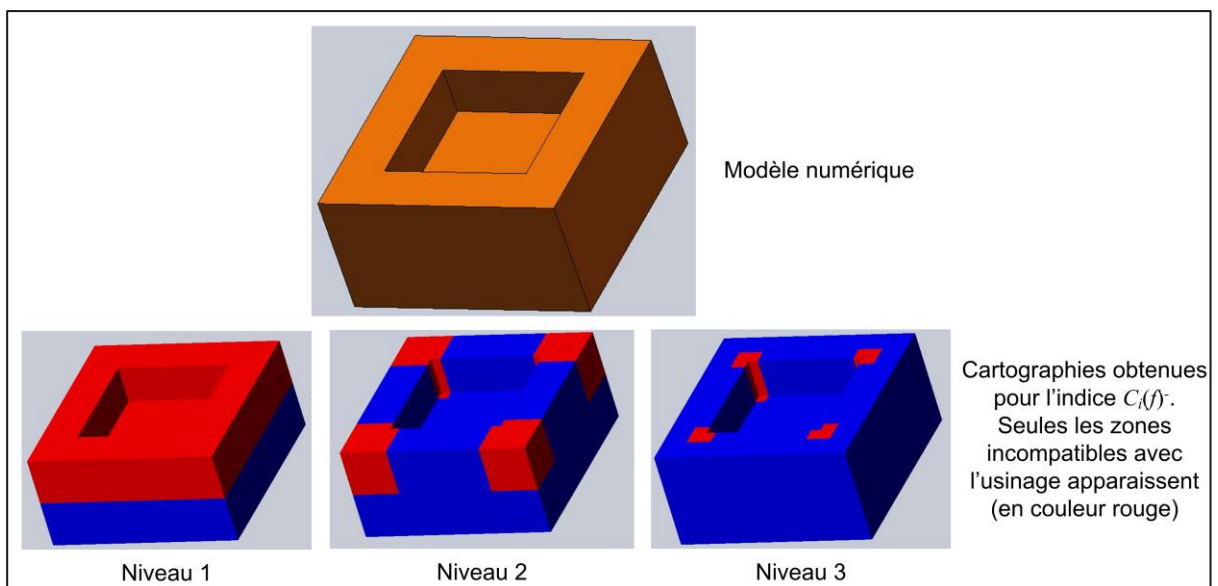 Modèle numérique
Cartographies obtenues
pour l'indice Cᵢ(f)⁻.
Seules les zones
incompatibles avec
l'usinage apparaissent
(en couleur rouge)
Niveau 1
Niveau 2
Niveau 3